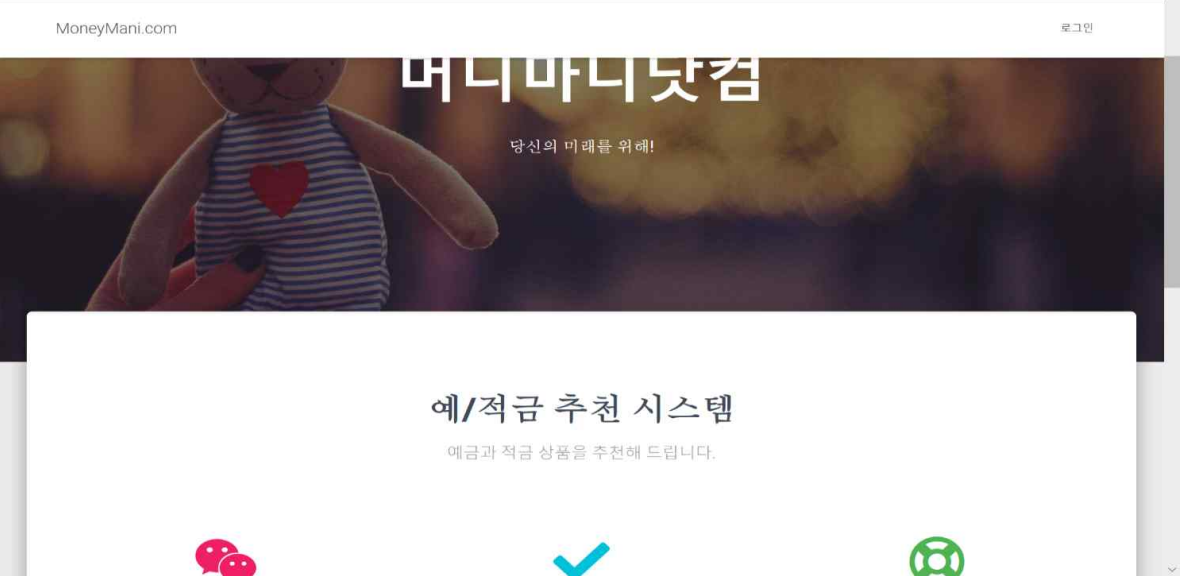 MoneyMani.com
로그인
머니마니닷컴
당신의 미래를 위해!
예/적금 추천 시스템
예금과 적금 상품을 추천해 드립니다.